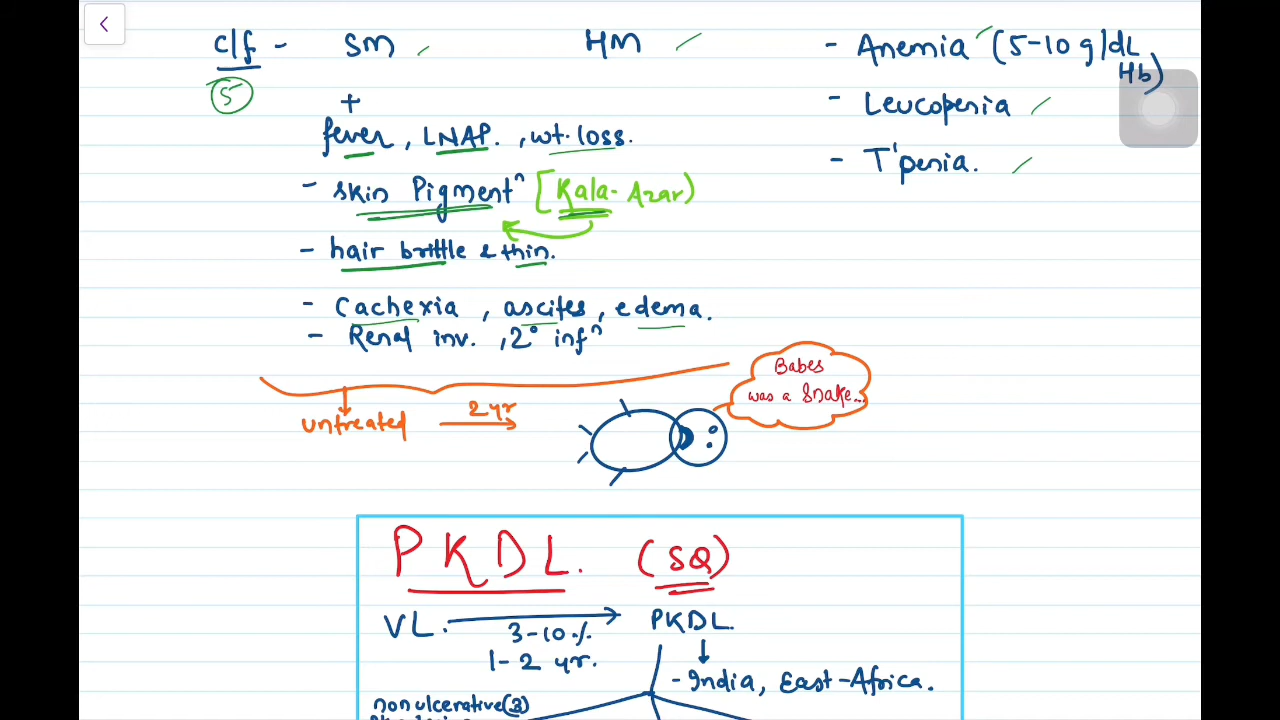 c/f - SM HM
- Anemia (5-10 g/dL Hb)
5
- Leucopenia
+
fever, LNAP, wt. loss.
- T'penia.
- skin Pigmentⁿ [Kala-Azar)
- hair brittle & thin.
- Cachexia, ascites, edema.
- Renal inv., 2° infⁿ
Babes
was a Snake...
untreated 2 yr
PKDL. (SQ)
VL. 3-10% PKDL.
1-2 yr.
- India, East-Africa.
non ulcerative (3)